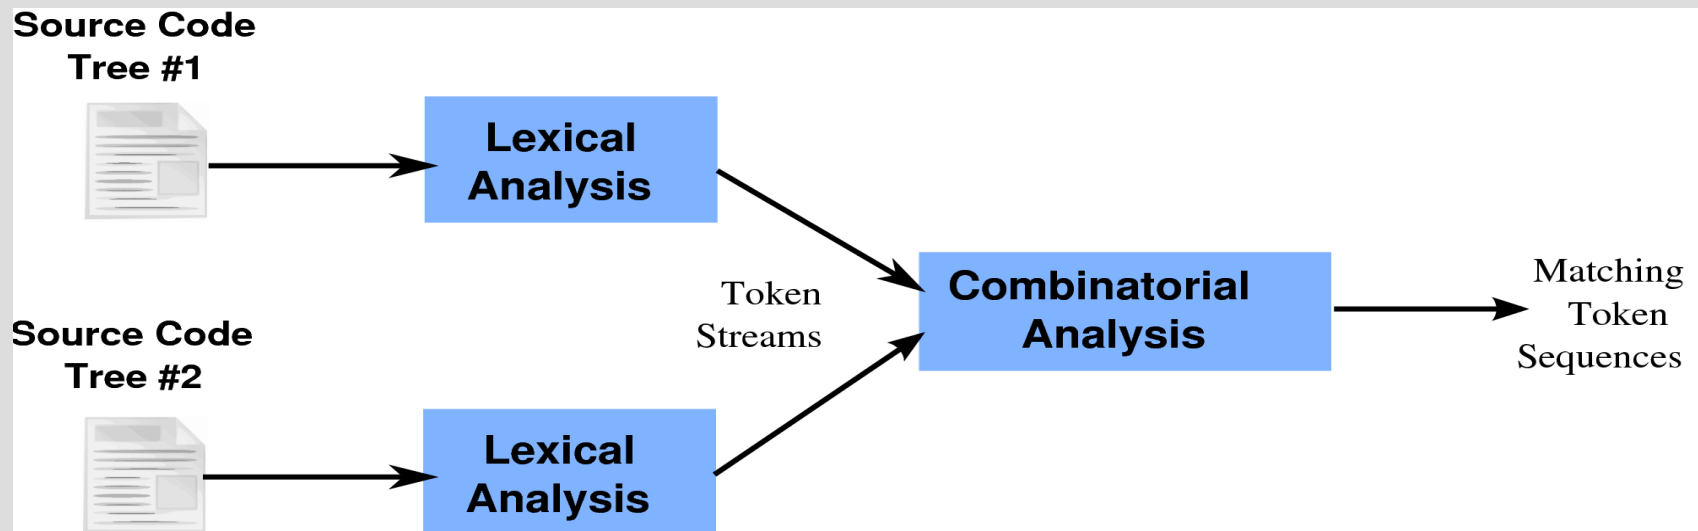 Source Code
Tree #1
Lexical
Analysis
Token
Streams
Combinatorial
Analysis
Matching
Token
Sequences
Source Code
Tree #2
Lexical
Analysis